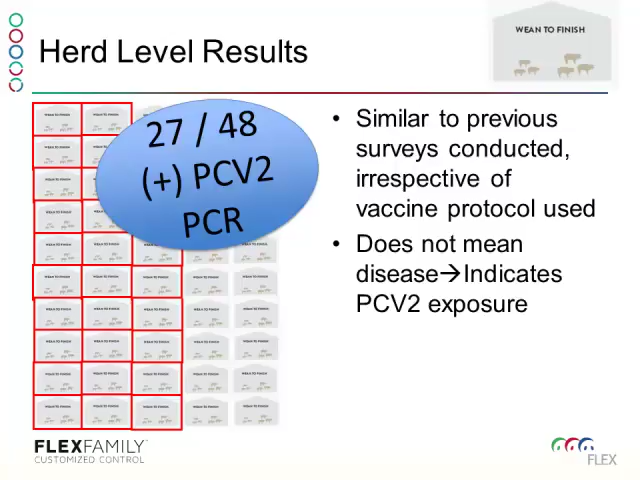 WEAN TO FINISH
Herd Level Results
27 / 48
(+) PCV2
PCR
• Similar to previous
surveys conducted,
irrespective of
vaccine protocol used
• Does not mean
disease→Indicates
PCV2 exposure
FLEXFAMILY
CUSTOMIZED CONTROL
FLEX